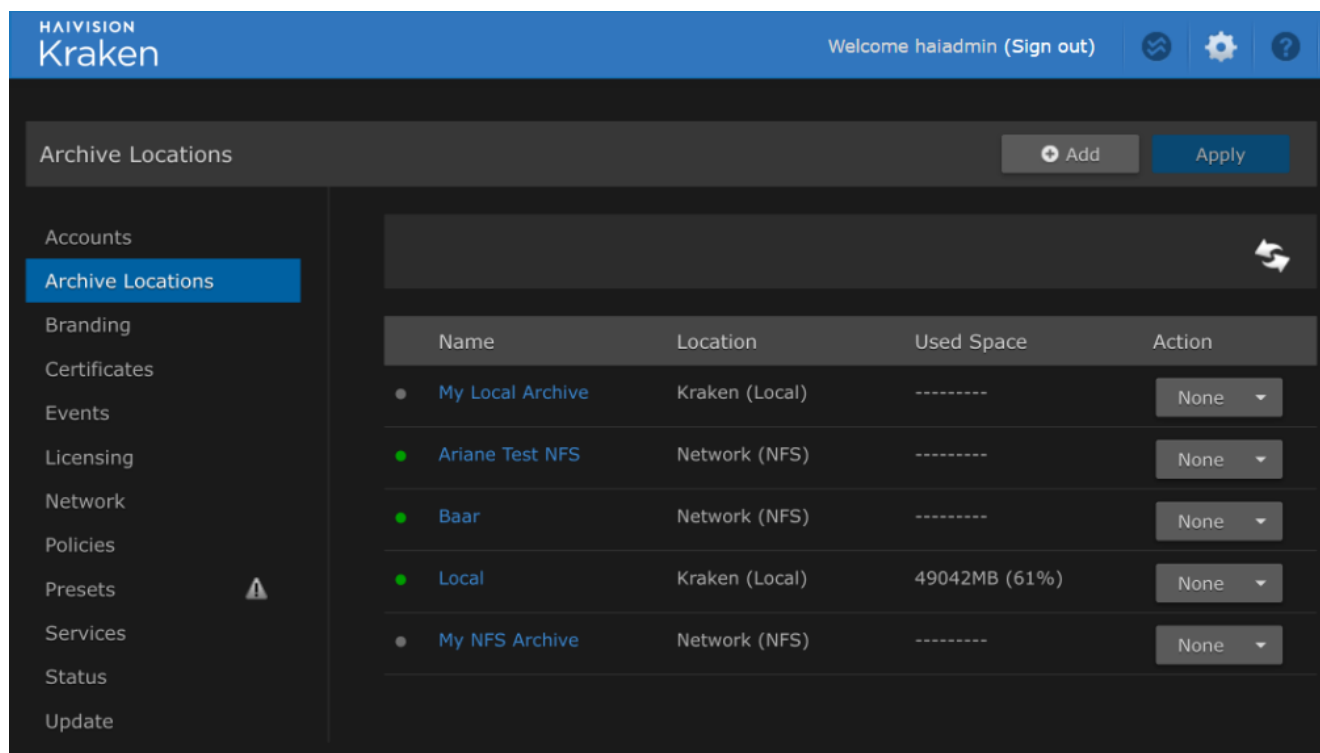 HAIVISION
Kraken
Welcome haiadmin (Sign out)
Archive Locations
Add
Apply
Accounts
Archive Locations
Branding
Certificates
Events
Licensing
Network
Policies
Presets
Services
Status
Update
Name Location Used Space Action
My Local Archive Kraken (Local) --------- None
Ariane Test NFS Network (NFS) --------- None
Baar Network (NFS) --------- None
Local Kraken (Local) 49042MB (61%) None
My NFS Archive Network (NFS) --------- None